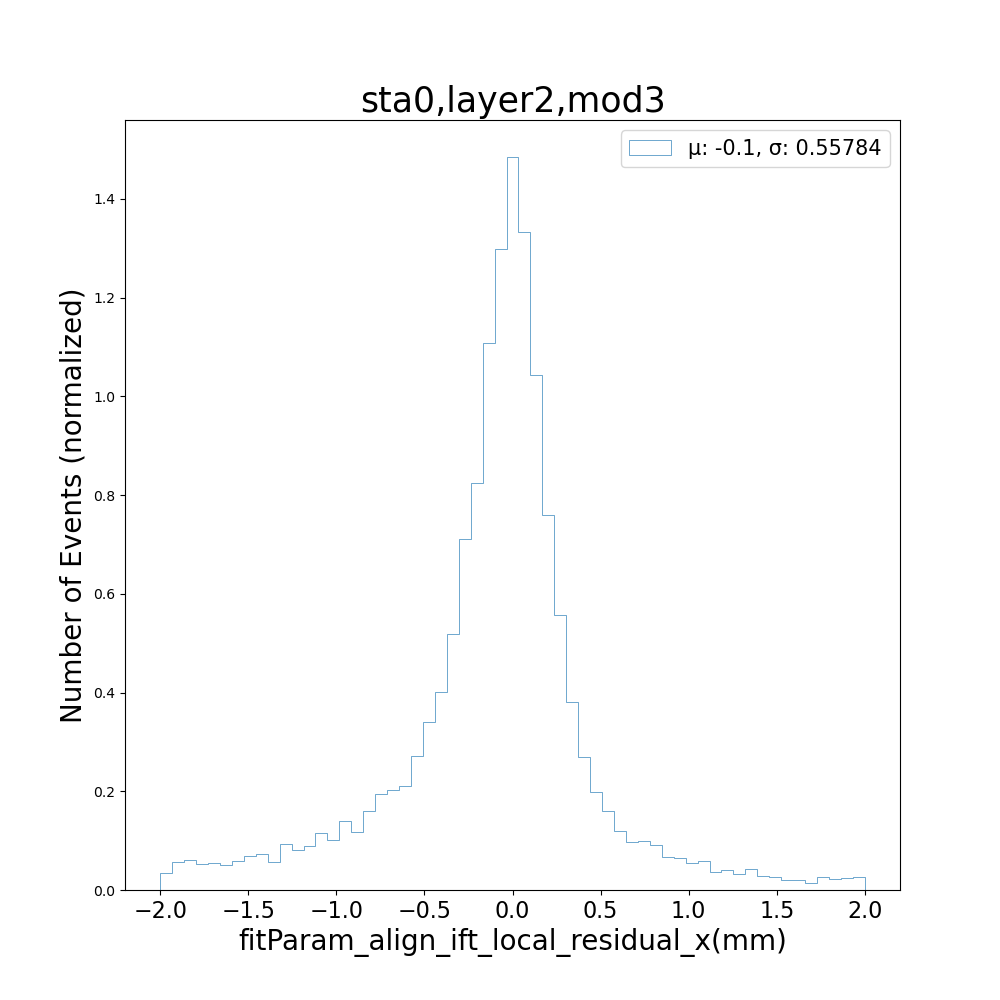 sta0,layer2,mod3
μ: -0.1, σ: 0.55784
Number of Events (normalized)
1.4
1.2
1.0
0.8
0.6
0.4
0.2
0.0
−2.0 −1.5 −1.0 −0.5 0.0 0.5 1.0 1.5 2.0
fitParam_align_ift_local_residual_x(mm)